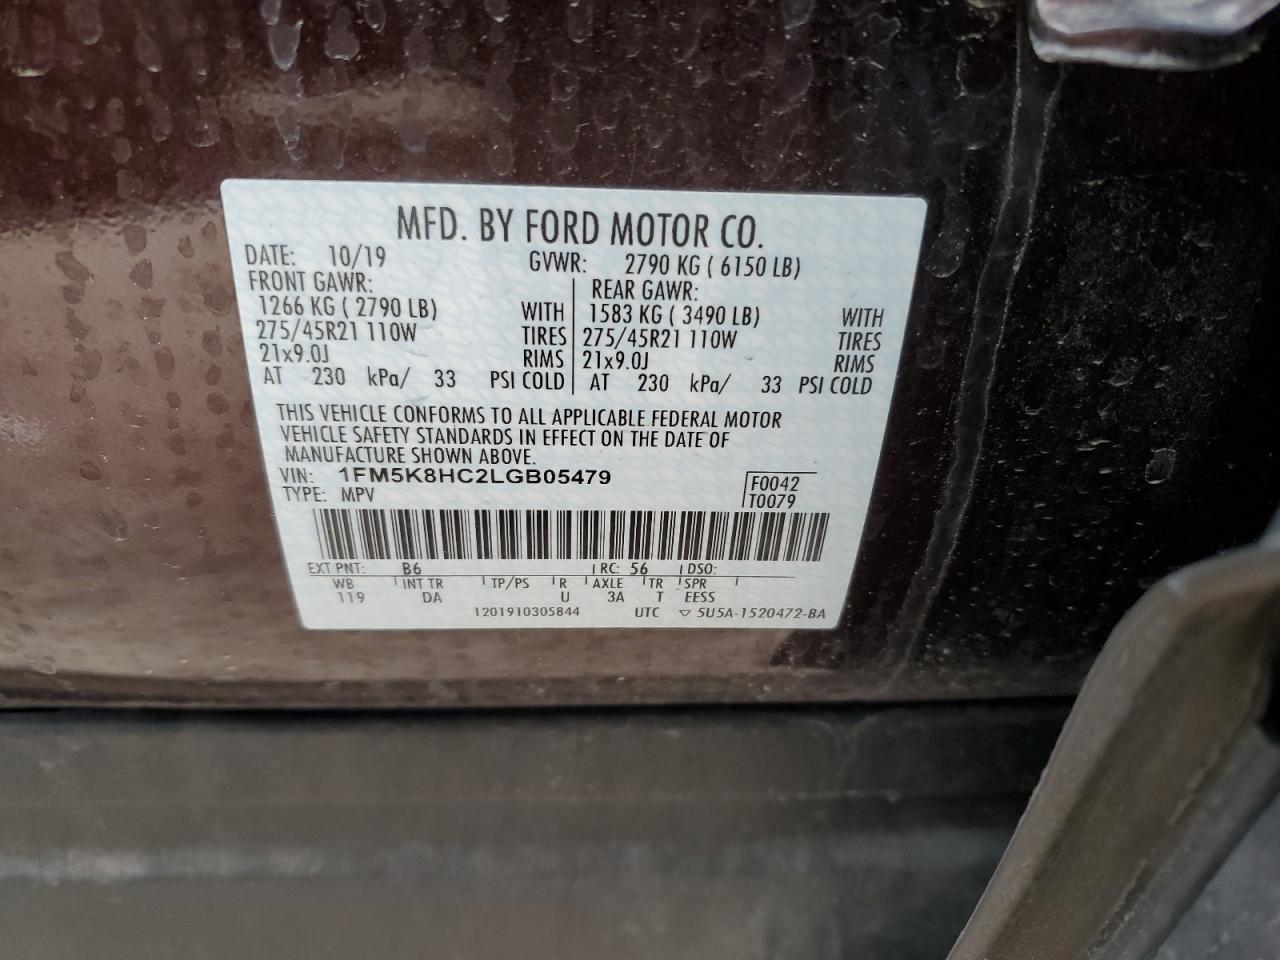 MFD. BY FORD MOTOR CO.
DATE: 10/19 GVWR: 2790 KG ( 6150 LB)
FRONT GAWR: REAR GAWR:
1266 KG ( 2790 LB) WITH 1583 KG ( 3490 LB) WITH
275/45R21 110W TIRES 275/45R21 110W TIRES
21x9.0J RIMS 21x9.0J RIMS
AT 230 kPa/ 33 PSI COLD AT 230 kPa/ 33 PSI COLD
THIS VEHICLE CONFORMS TO ALL APPLICABLE FEDERAL MOTOR
VEHICLE SAFETY STANDARDS IN EFFECT ON THE DATE OF
MANUFACTURE SHOWN ABOVE.
VIN: 1FM5K8HC2LGB05479 F0042
TYPE: MPV T0079
EXT PNT: B6 RC: 56 DSO:
WB INT TR TP/PS R AXLE TR SPR
119 DA U 3A T EESS
1201910305844 UTC ▽ 5U5A-1520472-BA